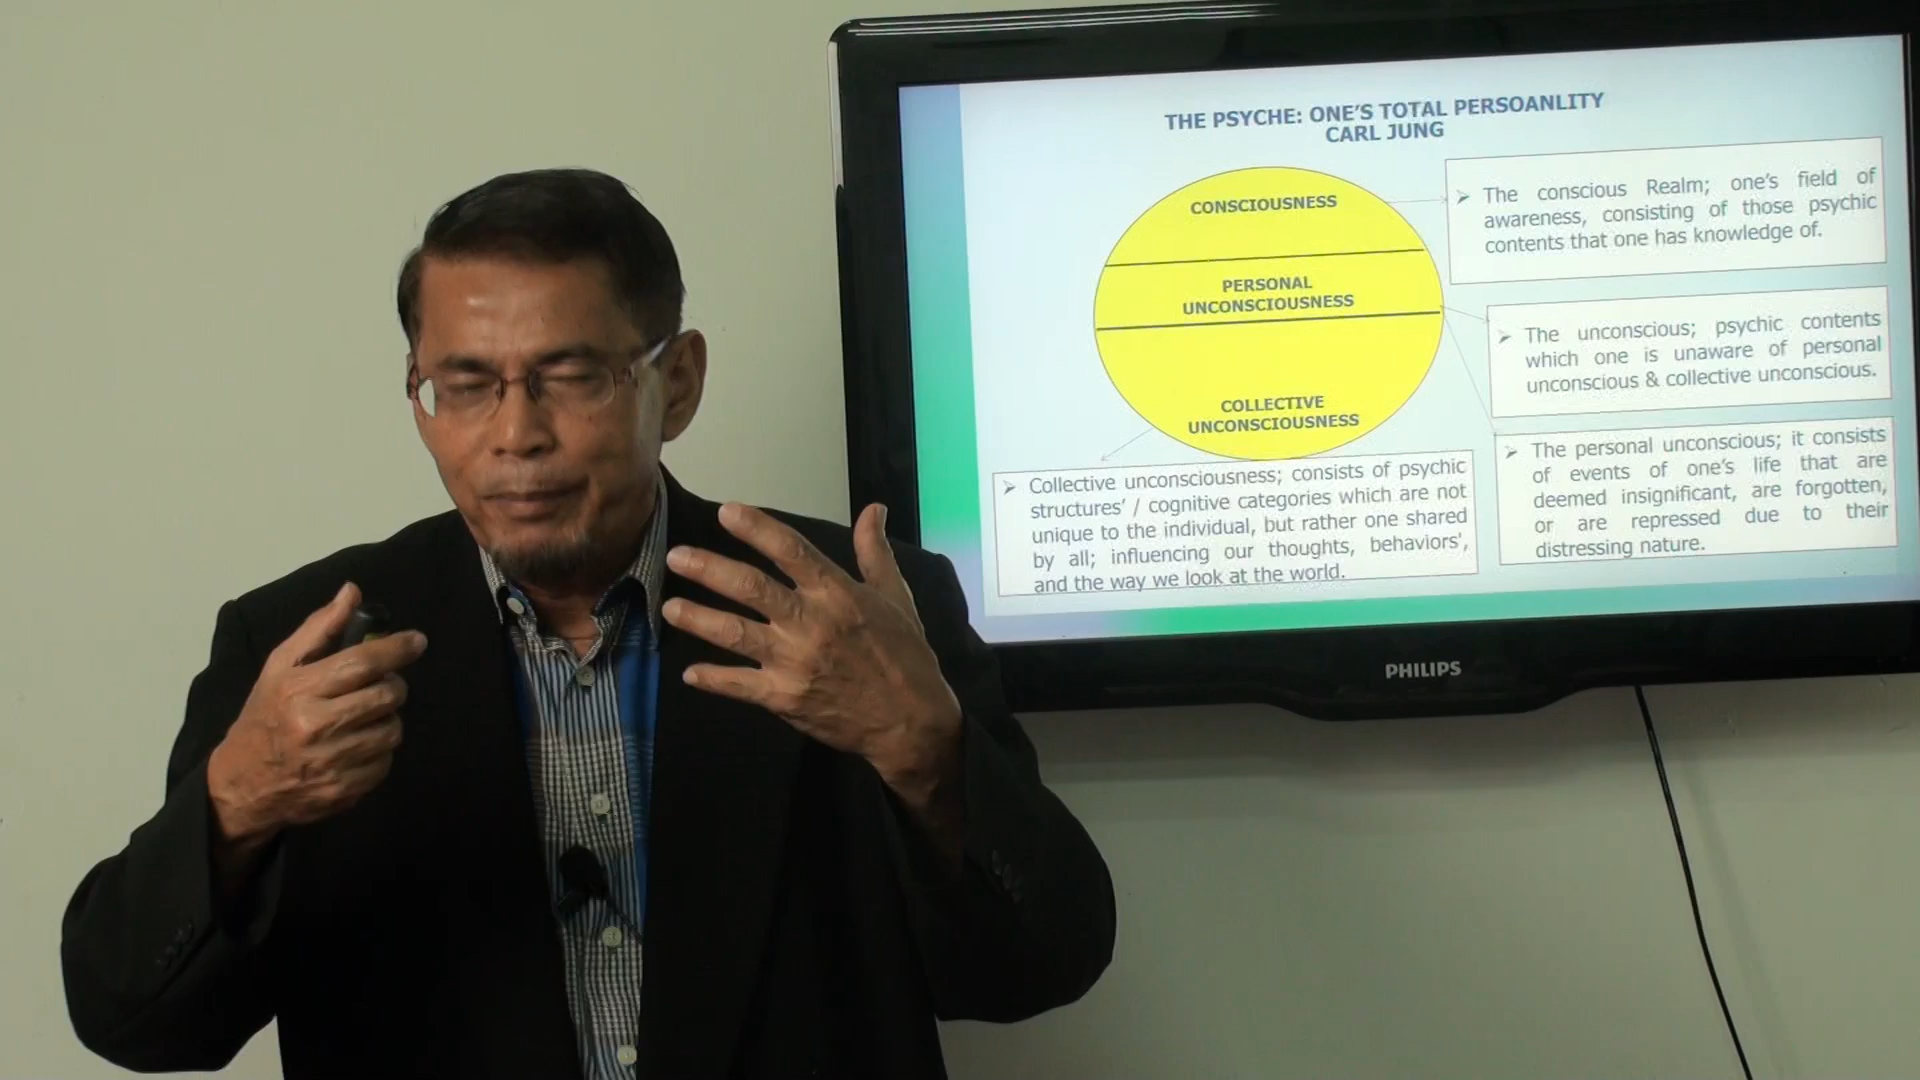 THE PSYCHE: ONE'S TOTAL PERSOANLITY
CARL JUNG
CONSCIOUSNESS
PERSONAL
UNCONSCIOUSNESS
COLLECTIVE
UNCONSCIOUSNESS
➢ The conscious Realm; one's field of
awareness, consisting of those psychic
contents that one has knowledge of.
➢ The unconscious; psychic contents
which one is unaware of personal
unconscious & collective unconscious.
➢ The personal unconscious; it consists
of events of one's life that are
deemed insignificant, are forgotten,
or are repressed due to their
distressing nature.
➢ Collective unconsciousness; consists of psychic
structures' / cognitive categories which are not
unique to the individual, but rather one shared
by all; influencing our thoughts, behaviors',
and the way we look at the world.
PHILIPS